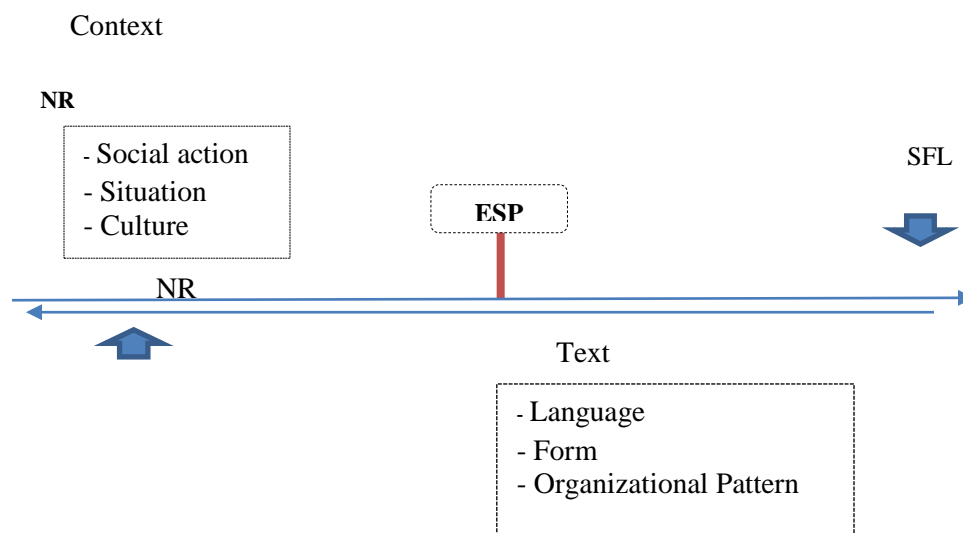 Context
NR
- Social action
- Situation
- Culture
SFL
ESP
NR
Text
- Language
- Form
- Organizational Pattern